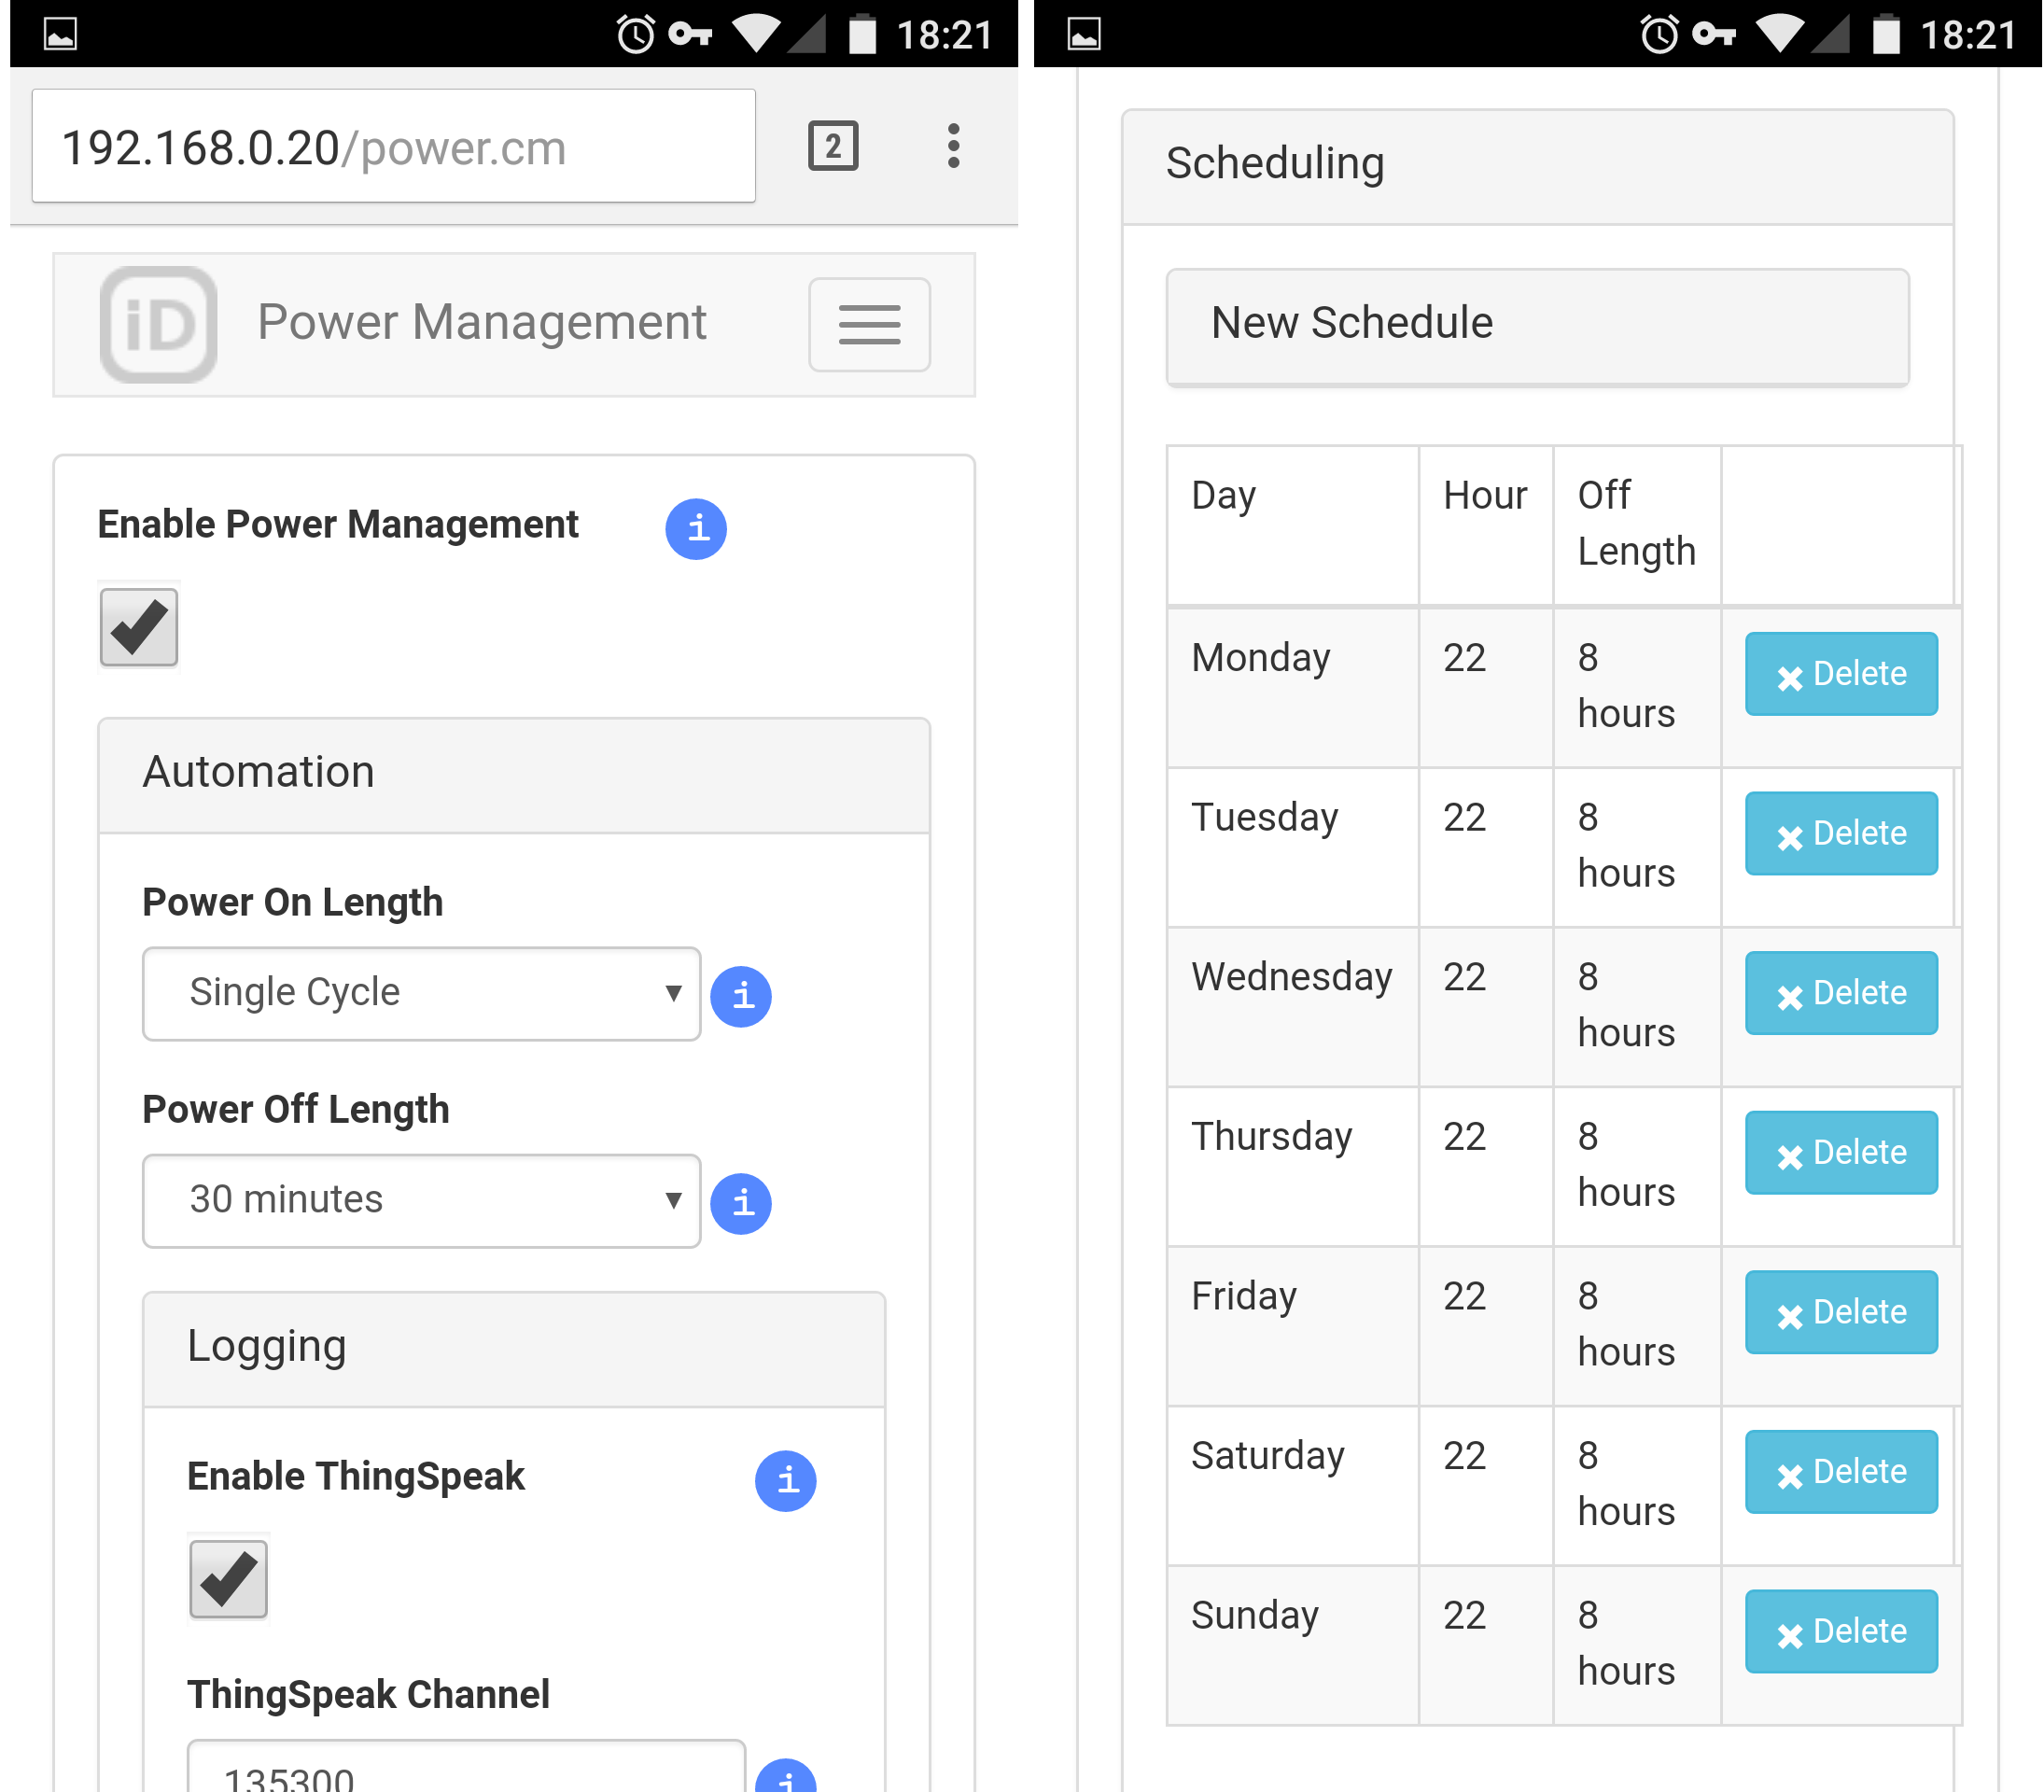 18:21
192.168.0.20/power.cm
2
iD
Power Management
Enable Power Management
i
Automation
Power On Length
Single Cycle
i
Power Off Length
30 minutes
i
Logging
Enable ThingSpeak
i
ThingSpeak Channel
135300
i
18:21
Scheduling
New Schedule
Day Hour Off
Length
Monday 22 8
hours
Delete
Tuesday 22 8
hours
Delete
Wednesday 22 8
hours
Delete
Thursday 22 8
hours
Delete
Friday 22 8
hours
Delete
Saturday 22 8
hours
Delete
Sunday 22 8
hours
Delete